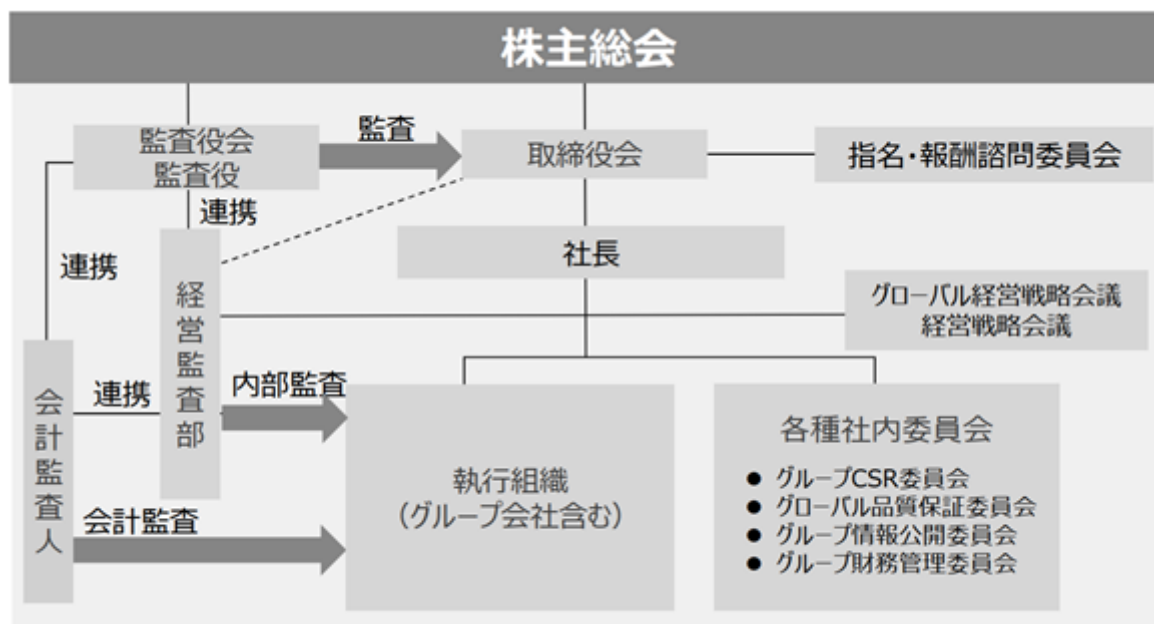 株主総会
監査役会
監査役
監査
取締役会
指名・報酬諮問委員会
連携
連携
社長
経営監査部
グローバル経営戦略会議
経営戦略会議
会計監査人
連携
内部監査
会計監査
執行組織
（グループ会社含む）
各種社内委員会
● グループCSR委員会
● グローバル品質保証委員会
● グループ情報公開委員会
● グループ財務管理委員会